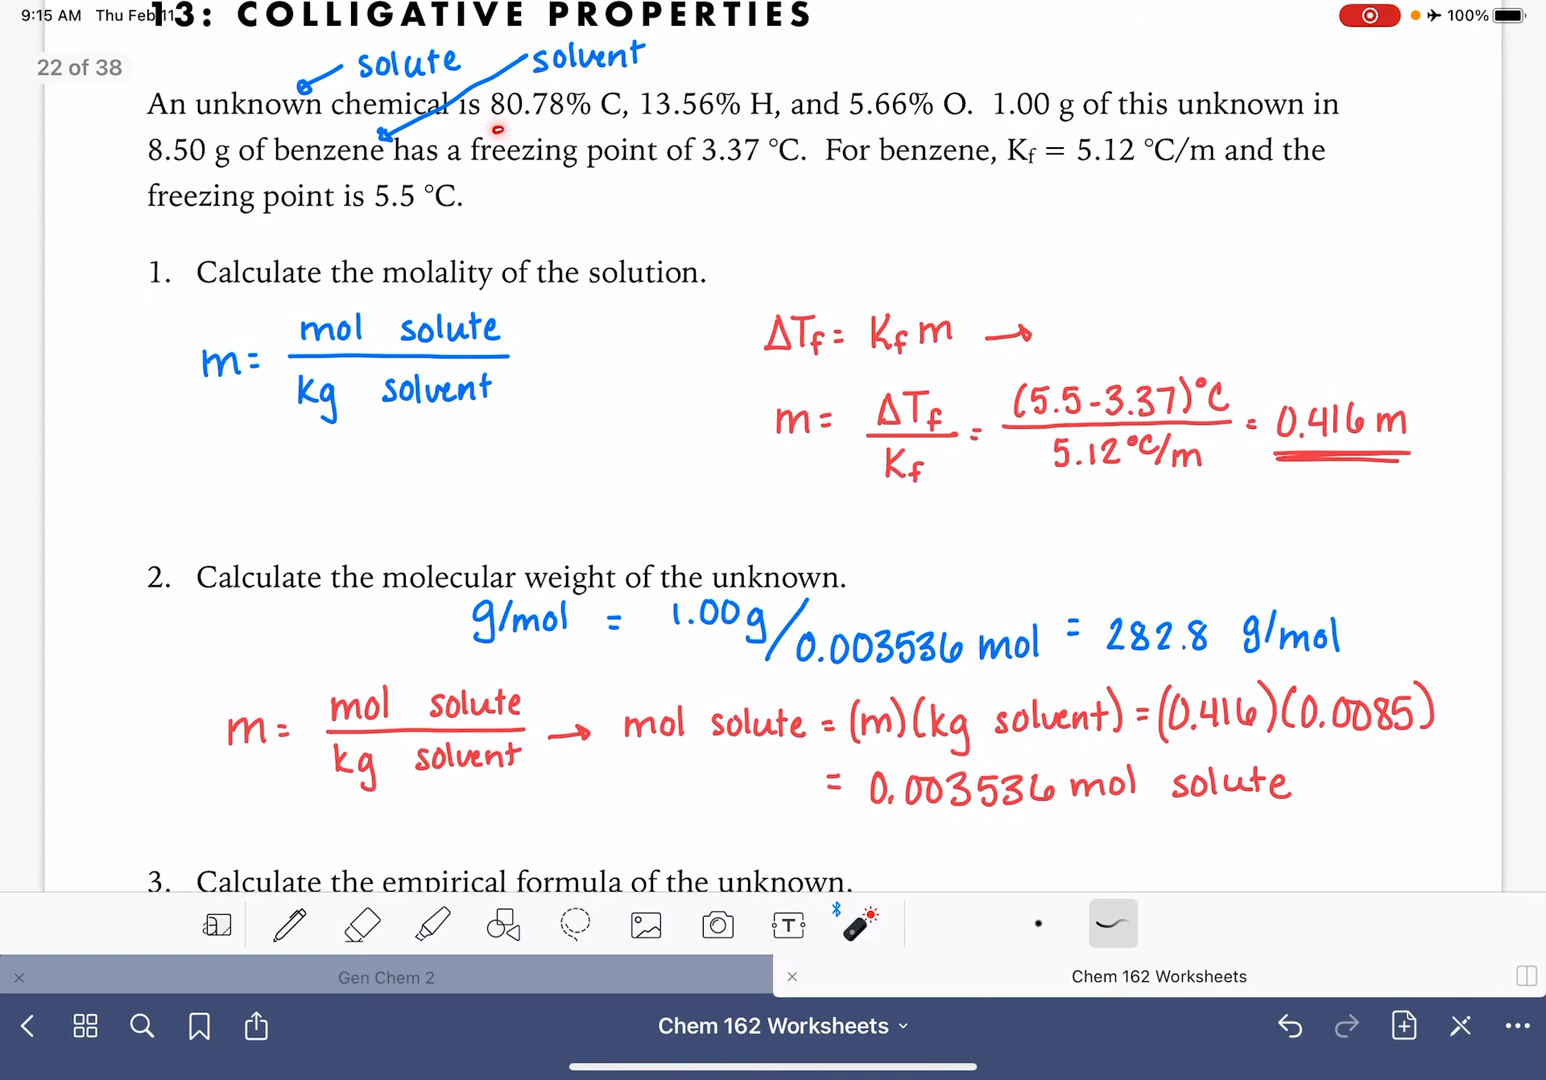 9:15 AM Thu Feb 11
13: COLLIGATIVE PROPERTIES
100%
22 of 38
solute
solvent
An unknown chemical is 80.78% C, 13.56% H, and 5.66% O. 1.00 g of this unknown in
8.50 g of benzene has a freezing point of 3.37 °C. For benzene, Kf = 5.12 °C/m and the
freezing point is 5.5 °C.
1. Calculate the molality of the solution.
m = mol solute / kg solvent
ΔTf = Kf m →
m = ΔTf / Kf = (5.5-3.37)°C / 5.12°C/m = 0.416 m
2. Calculate the molecular weight of the unknown.
g/mol = 1.00g / 0.003536 mol = 282.8 g/mol
m = mol solute / kg solvent → mol solute = (m)(kg solvent) = (0.416)(0.0085)
= 0.003536 mol solute
3. Calculate the empirical formula of the unknown.
T
Gen Chem 2
Chem 162 Worksheets
Chem 162 Worksheets